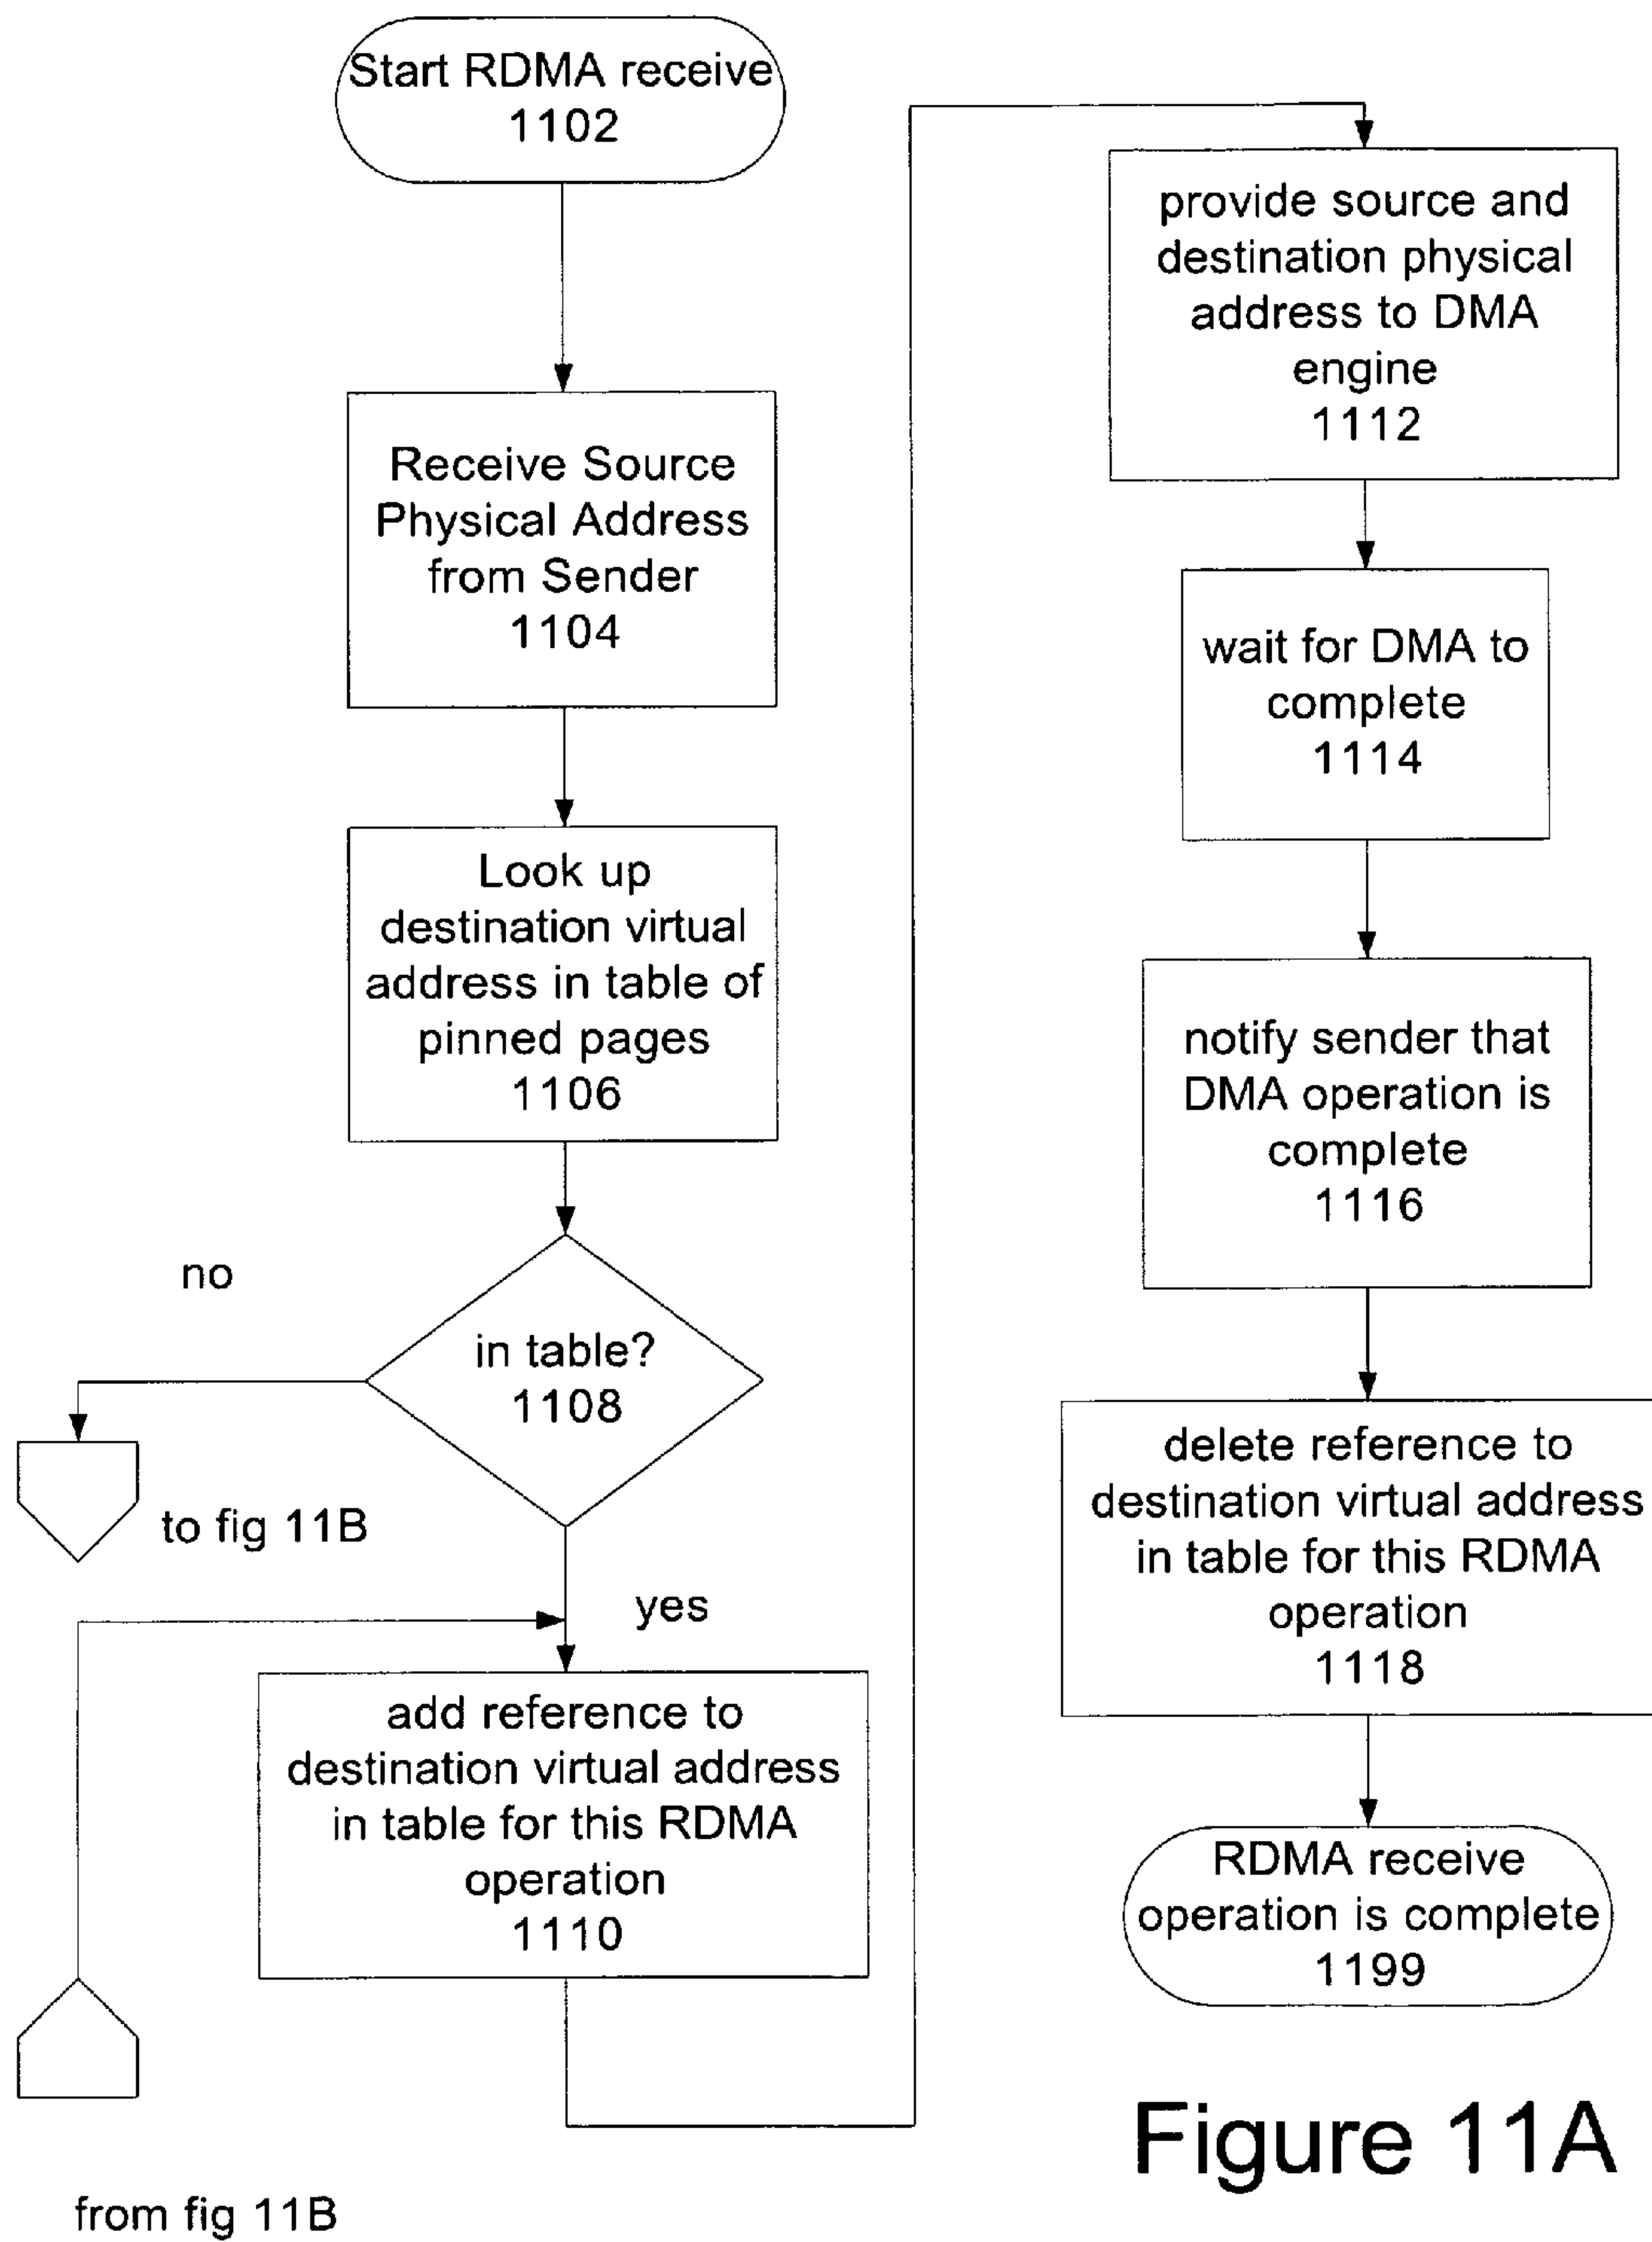 Start RDMA receive
1102
Receive Source
Physical Address
from Sender
1104
Look up
destination virtual
address in table of
pinned pages
1106
no
in table?
1108
to fig 11B
yes
add reference to
destination virtual address
in table for this RDMA
operation
1110
from fig 11B
provide source and
destination physical
address to DMA
engine
1112
wait for DMA to
complete
1114
notify sender that
DMA operation is
complete
1116
delete reference to
destination virtual address
in table for this RDMA
operation
1118
RDMA receive
operation is complete
1199
Figure 11A